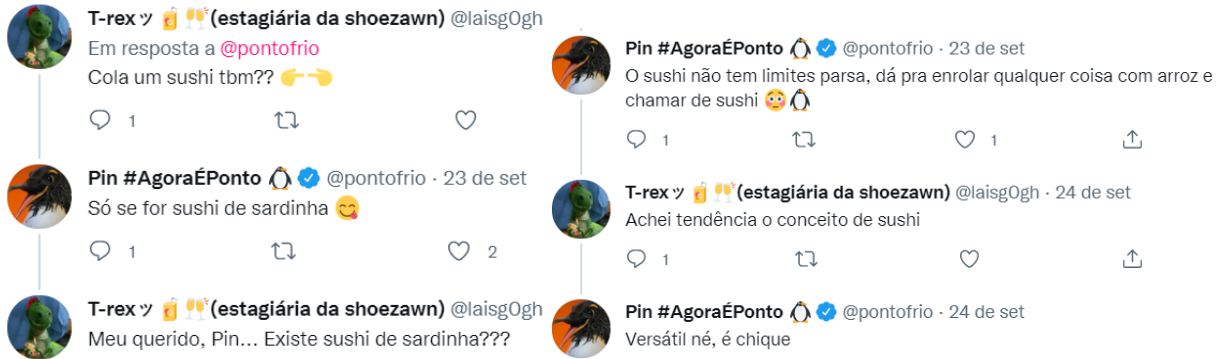 T-rexッ 🧃🥂(estagiária da shoezawn) @laisg0gh
Em resposta a @pontofrio
Cola um sushi tbm?? 👉👈
1
Pin #AgoraÉPonto 🐧 @pontofrio · 23 de set
Só se for sushi de sardinha 😋
1 2
T-rexッ 🧃🥂(estagiária da shoezawn) @laisg0gh
Meu querido, Pin... Existe sushi de sardinha???
Pin #AgoraÉPonto 🐧 @pontofrio · 23 de set
O sushi não tem limites parsa, dá pra enrolar qualquer coisa com arroz e
chamar de sushi 😳🐧
1 1
T-rexッ 🧃🥂(estagiária da shoezawn) @laisg0gh · 24 de set
Achei tendência o conceito de sushi
1
Pin #AgoraÉPonto 🐧 @pontofrio · 24 de set
Versátil né, é chique